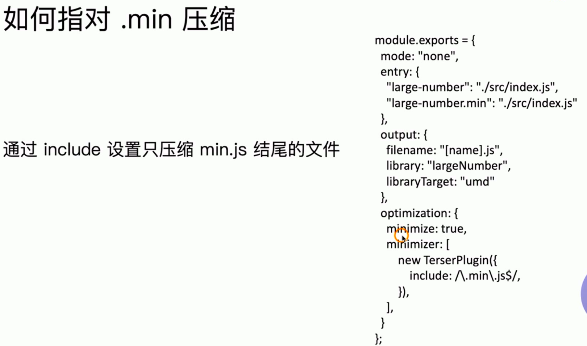 如何指对 .min 压缩
通过 include 设置只压缩 min.js 结尾的文件
module.exports = {
mode: "none",
entry: {
"large-number": "./src/index.js",
"large-number.min": "./src/index.js"
},
output: {
filename: "[name].js",
library: "largeNumber",
libraryTarget: "umd"
},
optimization: {
minimize: true,
minimizer: [
new TerserPlugin({
include: /\.min\.js$/,
}),
],
}
};